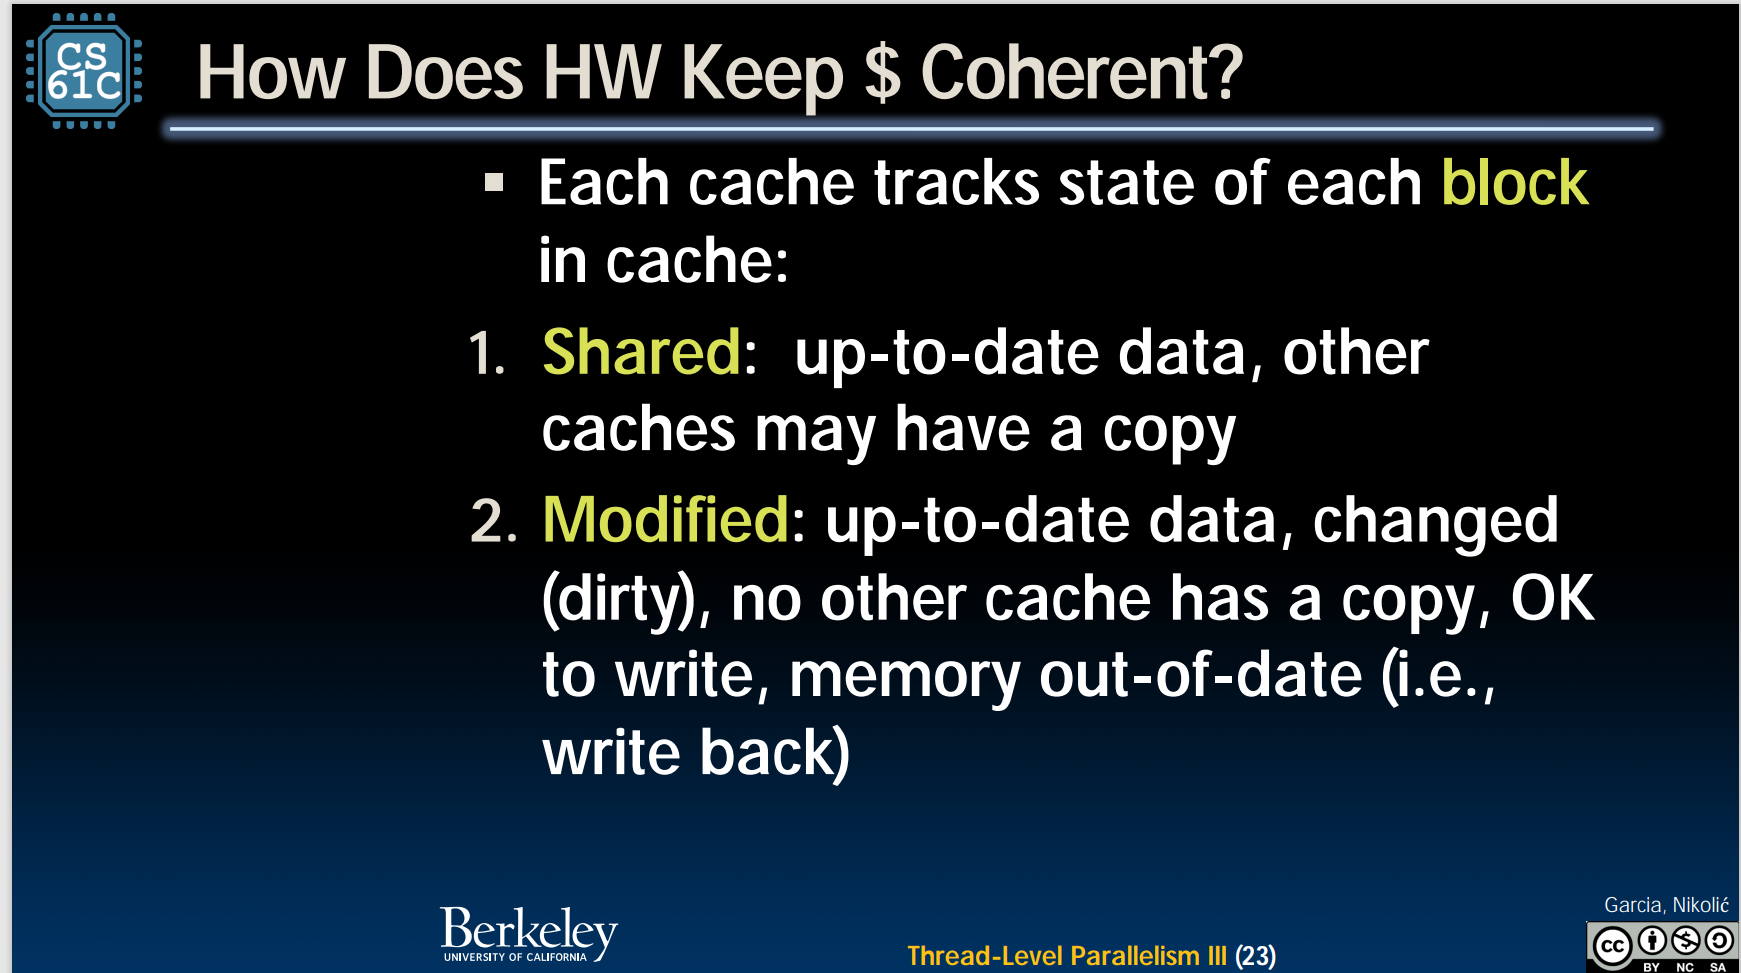 CS
61C
How Does HW Keep $ Coherent?
▪ Each cache tracks state of each block
in cache:
1. Shared: up-to-date data, other
caches may have a copy
2. Modified: up-to-date data, changed
(dirty), no other cache has a copy, OK
to write, memory out-of-date (i.e.,
write back)
Berkeley
UNIVERSITY OF CALIFORNIA
Thread-Level Parallelism III (23)
Garcia, Nikolić
cc
BY NC SA